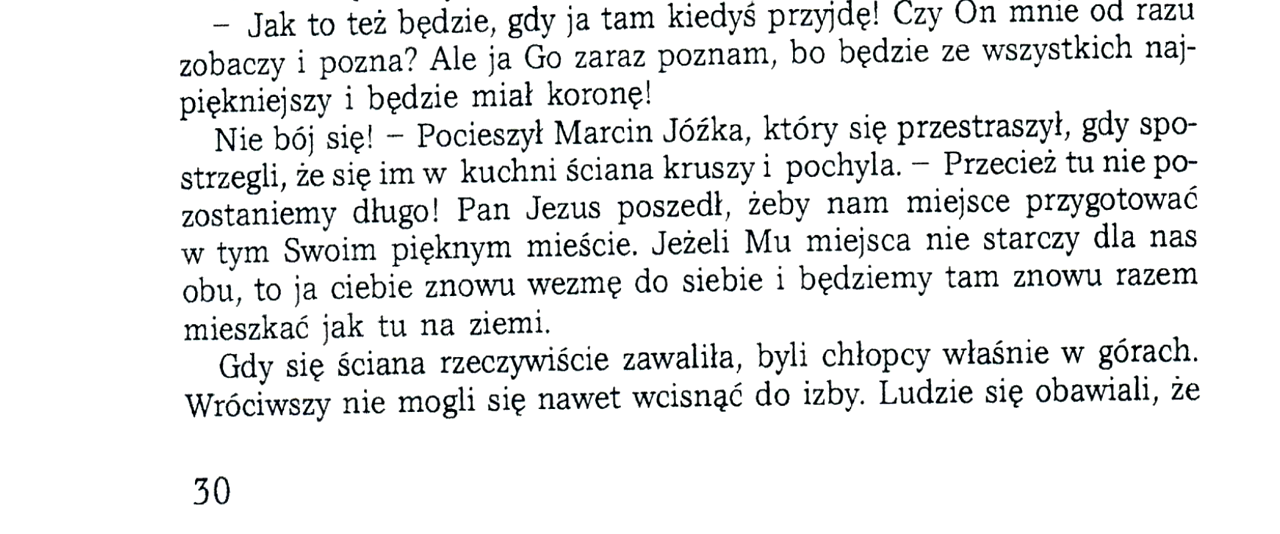 – Jak to też będzie, gdy ja tam kiedyś przyjdę! Czy On mnie od razu
zobaczy i pozna? Ale ja Go zaraz poznam, bo będzie ze wszystkich naj-
piękniejszy i będzie miał koronę!
Nie bój się! – Pocieszył Marcin Jóźka, który się przestraszył, gdy spo-
strzegli, że się im w kuchni ściana kruszy i pochyla. – Przecież tu nie po-
zostaniemy długo! Pan Jezus poszedł, żeby nam miejsce przygotować
w tym Swoim pięknym mieście. Jeżeli Mu miejsca nie starczy dla nas
obu, to ja ciebie znowu wezmę do siebie i będziemy tam znowu razem
mieszkać jak tu na ziemi.
Gdy się ściana rzeczywiście zawaliła, byli chłopcy właśnie w górach.
Wróciwszy nie mogli się nawet wcisnąć do izby. Ludzie się obawiali, że
30